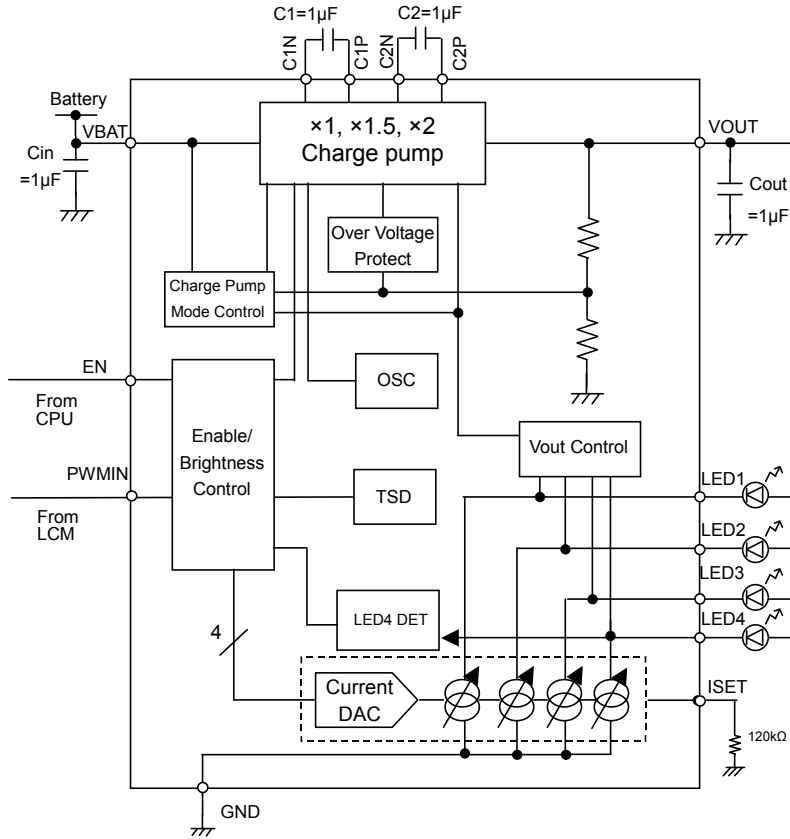 C1=1μF
C2=1μF
C1N
C1P
C2N
C2P
Battery
VBAT
×1, ×1.5, ×2
Charge pump
VOUT
Cin
=1μF
Cout
=1μF
Over Voltage
Protect
Charge Pump
Mode Control
EN
From
CPU
OSC
Enable/
Brightness
Control
Vout Control
PWMIN
From
LCM
TSD
LED1
LED2
LED3
LED4
LED4 DET
4
Current
DAC
ISET
120kΩ
GND